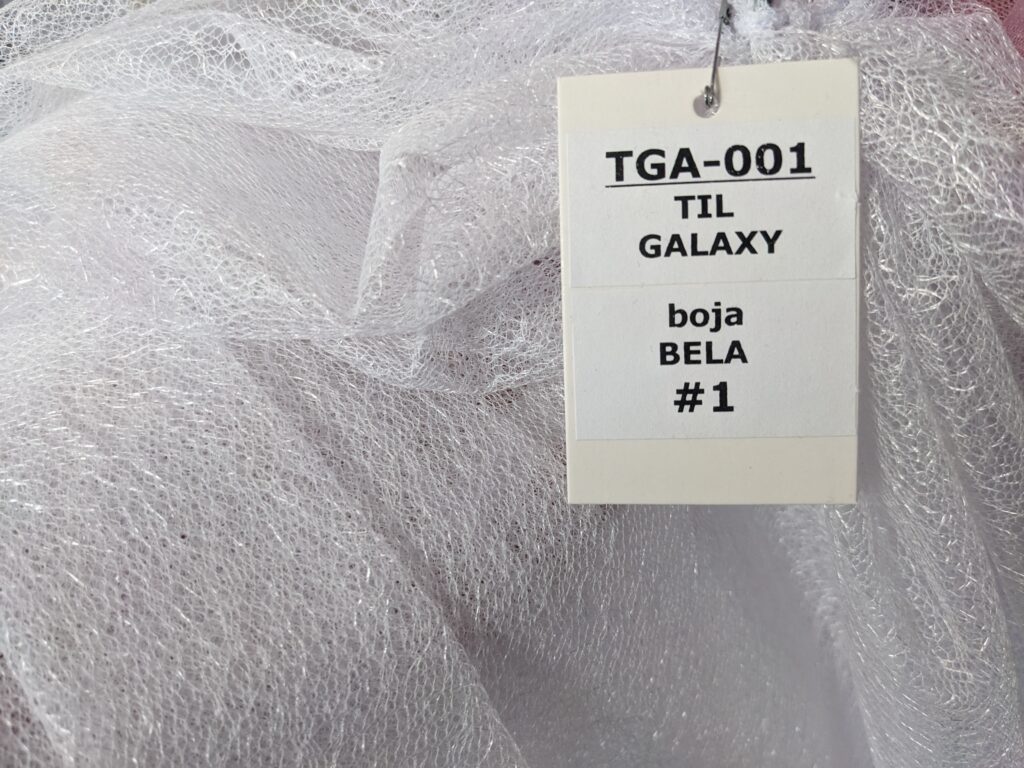 TGA-001
TIL
GALAXY
boja
BELA
#1